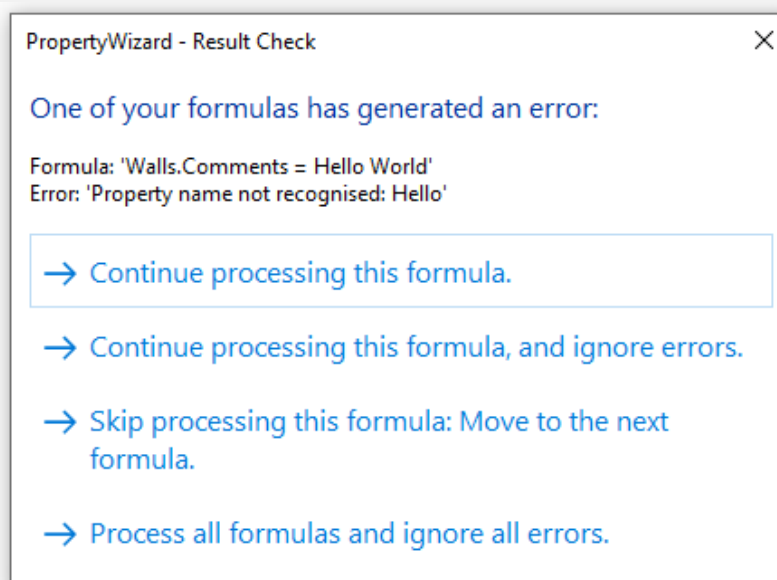 PropertyWizard - Result Check
One of your formulas has generated an error:
Formula: 'Walls.Comments = Hello World'
Error: 'Property name not recognised: Hello'
Continue processing this formula.
Continue processing this formula, and ignore errors.
Skip processing this formula: Move to the next
formula.
Process all formulas and ignore all errors.